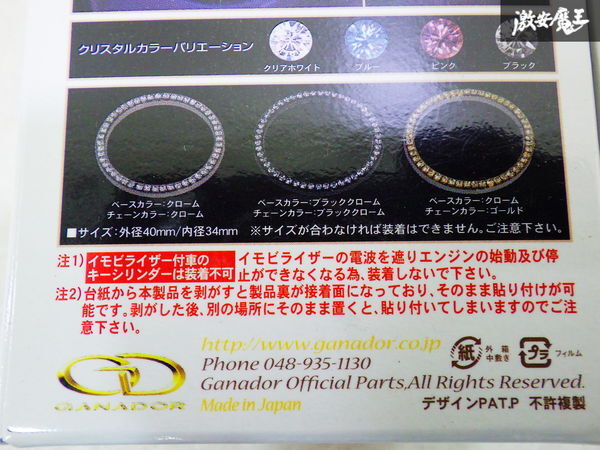 激安魔王
クリスタルカラーバリエーション
クリアホワイト ブルー ピンク ブラック
ベースカラー:クローム ベースカラー:ブラッククローム ベースカラー:クローム
チェーンカラー:クローム チェーンカラー:ブラッククローム チェーンカラー:ゴールド
■サイズ:外径40mm/内径34mm ※サイズが合わなければ装着はできません。ご注意下さい。
注1)イモビライザー付車のキーシリンダーは装着不可 イモビライザーの電波を遮りエンジンの始動及び停
止ができなくなる為、装着しないで下さい。
注2)台紙から本製品を剥がすと製品裏が接着面になっており、そのまま貼り付けが可
能です。剥がした後、別の場所にそのまま置くと、貼り付いてしまいますのでご注
意下さい。
http://www.ganador.co.jp
Phone 048-935-1130
Ganador Official Parts,All Rights Reserved.
GANADOR
Made in Japan
紙 外箱 中敷き プラ フィルム
デザインPAT.P 不許複製